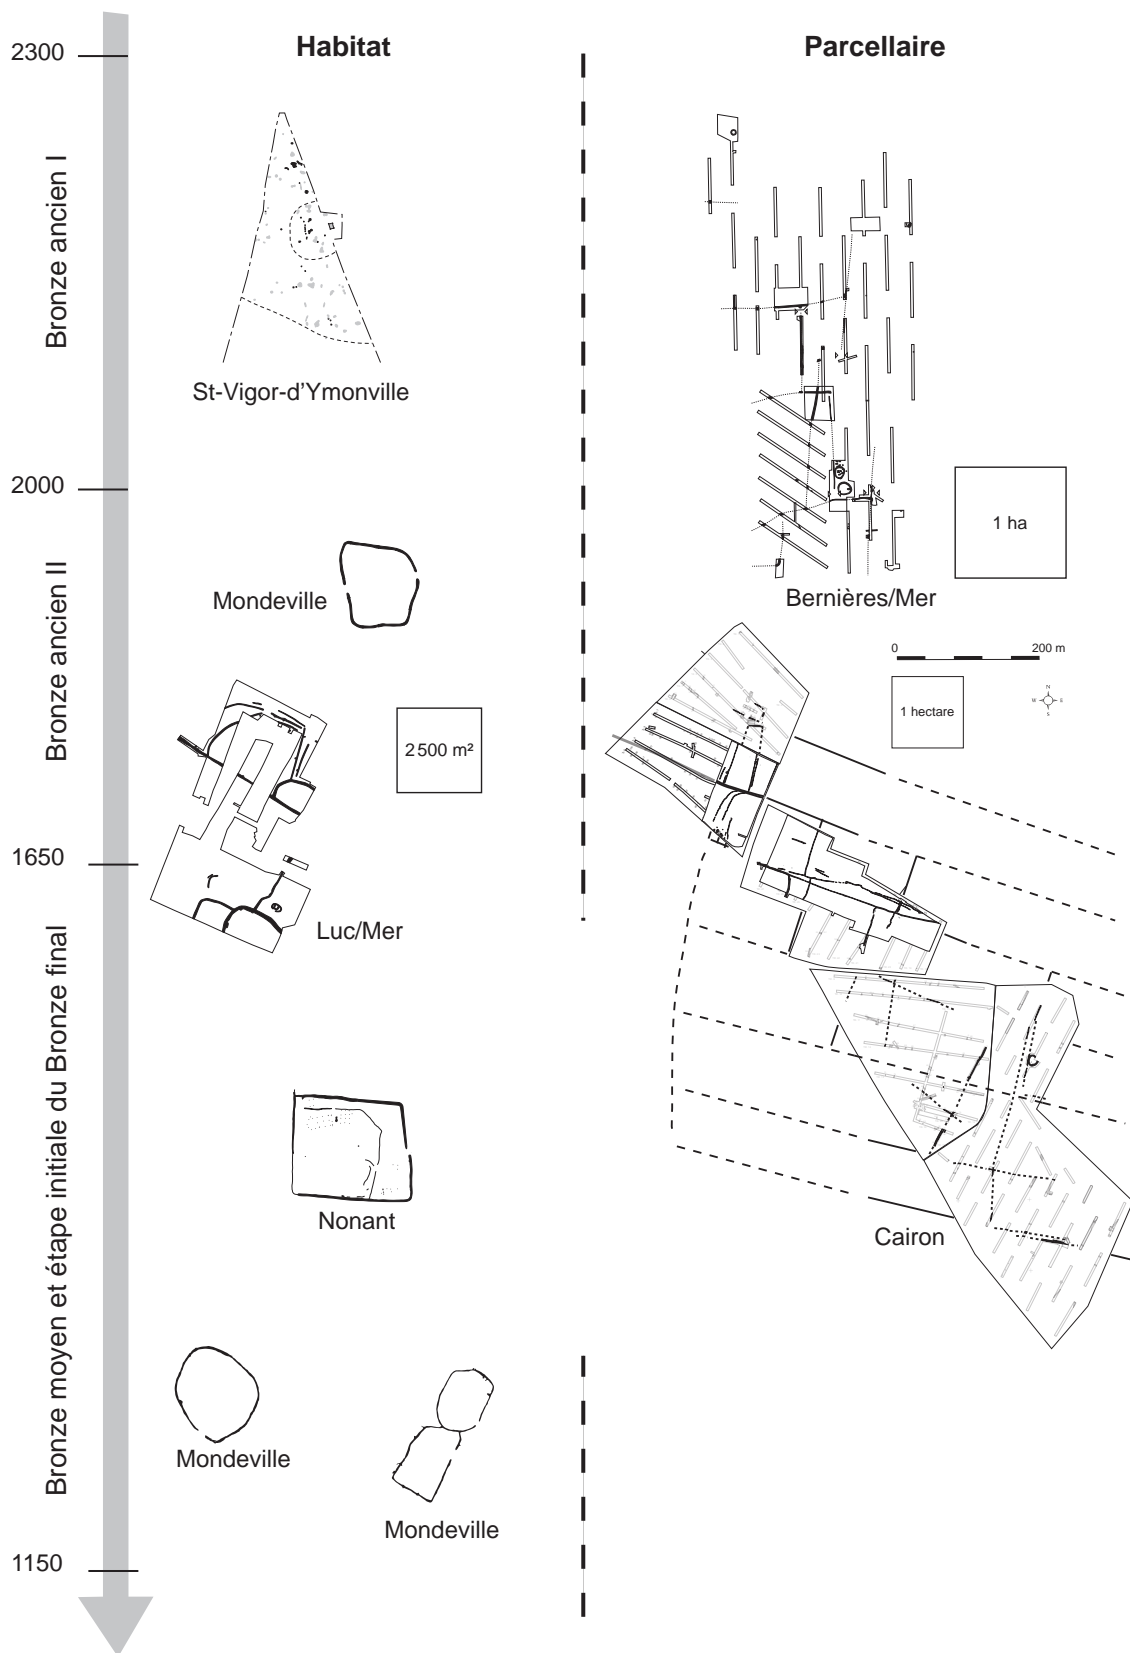 2300
Habitat
Parcellaire
Bronze ancien I
St-Vigor-d'Ymonville
2000
1 ha
Bernières/Mer
Mondeville
Bronze ancien II
0 200 m
1 hectare
N
W E
S
2500 m²
1650
Luc/Mer
Bronze moyen et étape initiale du Bronze final
Nonant
Cairon
Mondeville
Mondeville
1150